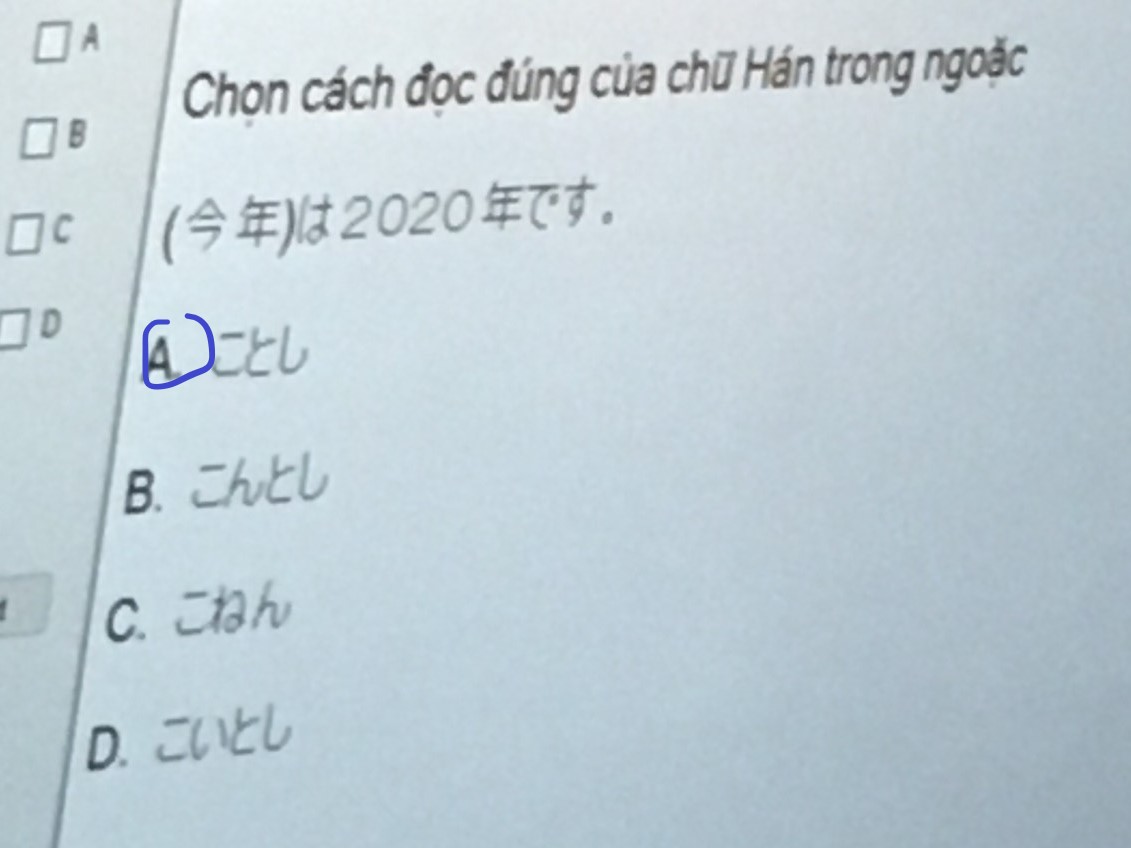 A
B
C
D
Chọn cách đọc đúng của chữ Hán trong ngoặc
(今年)は2020年です.
A. ことし
B. こんとし
C. こねん
D. こいとし